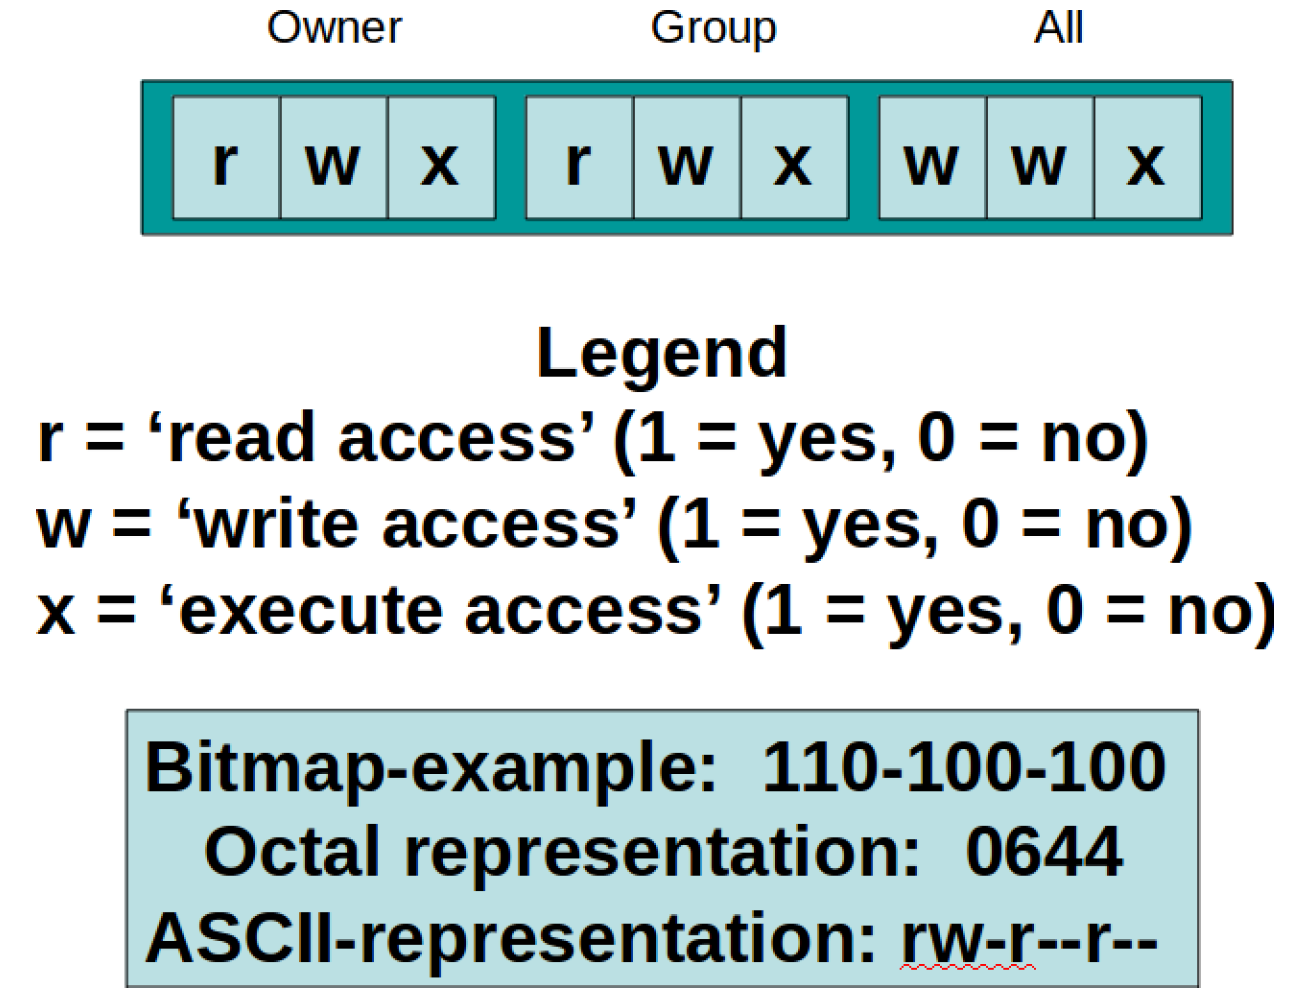 Owner Group All
r w x r w x w w x
Legend
r = ‘read access’ (1 = yes, 0 = no)
w = ‘write access’ (1 = yes, 0 = no)
x = ‘execute access’ (1 = yes, 0 = no)
Bitmap-example: 110-100-100
Octal representation: 0644
ASCII-representation: rw-r--r--